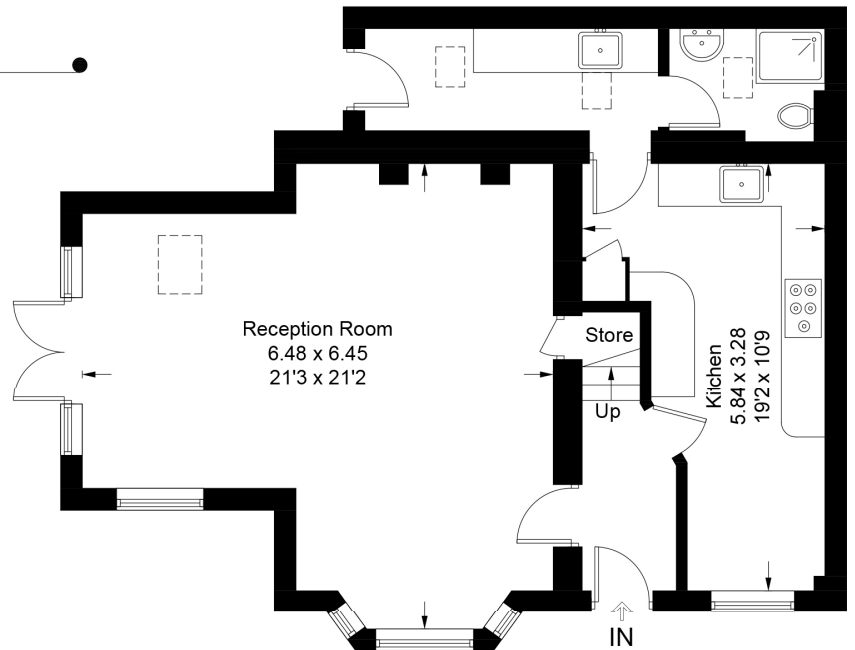 Reception Room
6.48 x 6.45
21'3 x 21'2
Store
Up
Kitchen
5.84 x 3.28
19'2 x 10'9
IN